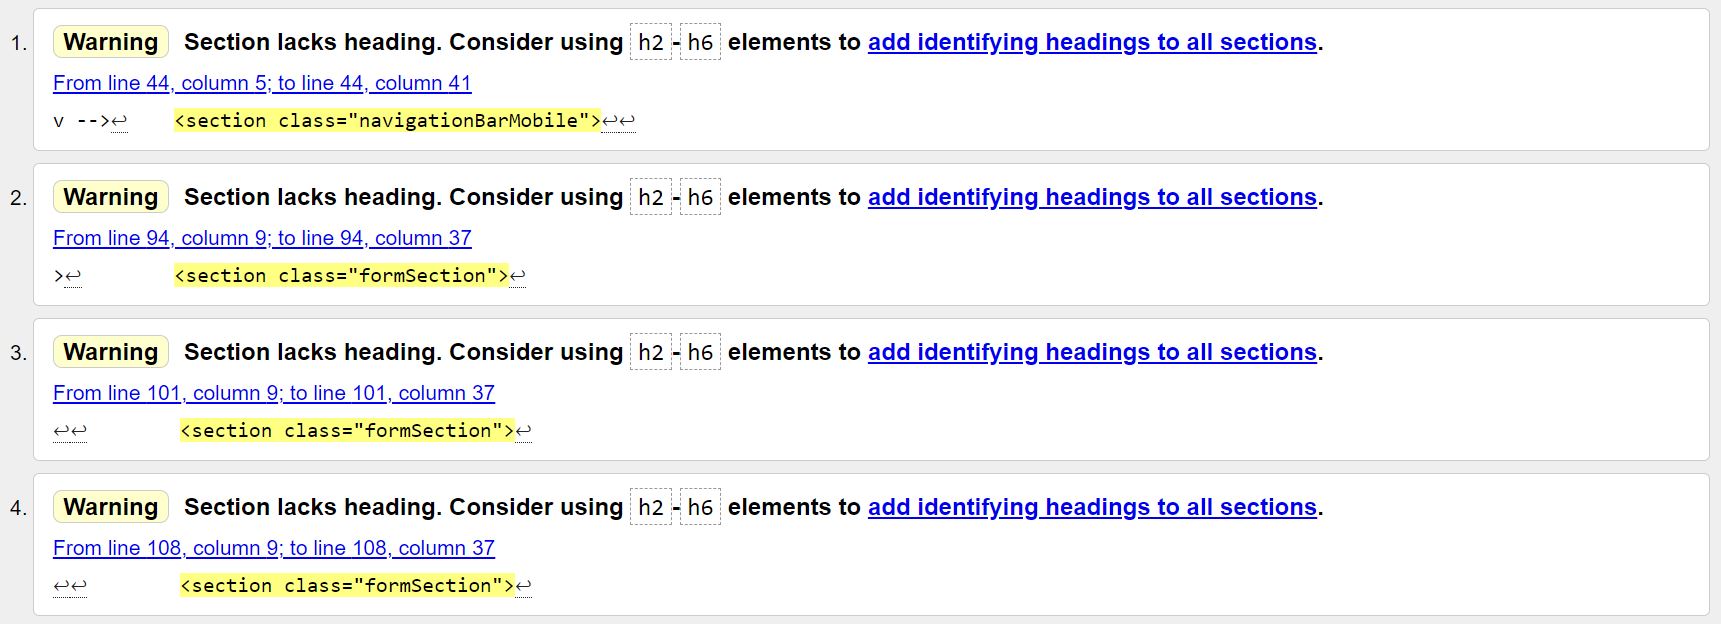 1. Warning Section lacks heading. Consider using h2-h6 elements to add identifying headings to all sections.
From line 44, column 5; to line 44, column 41
v -->↩    <section class="navigationBarMobile">↩↩
2. Warning Section lacks heading. Consider using h2-h6 elements to add identifying headings to all sections.
From line 94, column 9; to line 94, column 37
>↩        <section class="formSection">↩
3. Warning Section lacks heading. Consider using h2-h6 elements to add identifying headings to all sections.
From line 101, column 9; to line 101, column 37
↩↩        <section class="formSection">↩
4. Warning Section lacks heading. Consider using h2-h6 elements to add identifying headings to all sections.
From line 108, column 9; to line 108, column 37
↩↩        <section class="formSection">↩